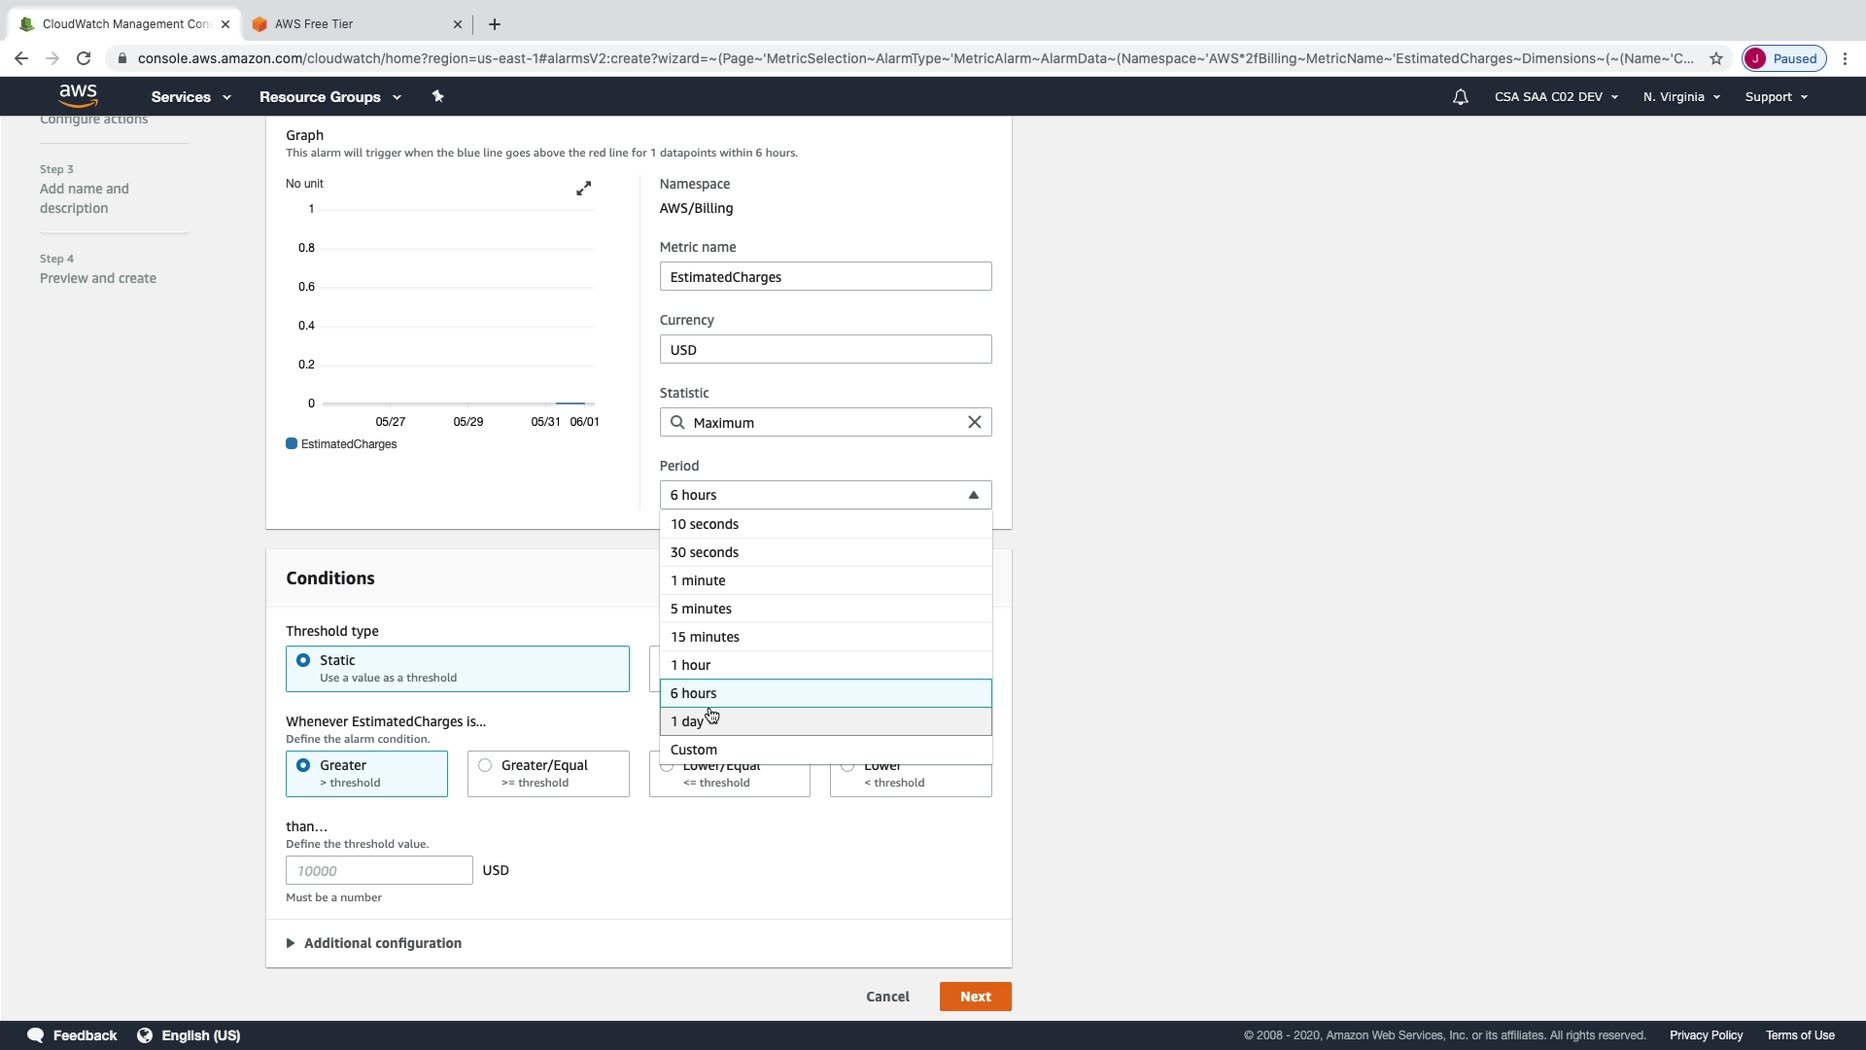 CloudWatch Management Con
AWS Free Tier
console.aws.amazon.com/cloudwatch/home?region=us-east-1#alarmsV2:create?wizard=~(Page~'MetricSelection~AlarmType~'MetricAlarm~AlarmData~(Namespace~'AWS*2fBilling~MetricName~'EstimatedCharges~Dimensions~(~(Name~'C...
J Paused
aws
Services
Resource Groups
CSA SAA C02 DEV
N. Virginia
Support
Configure actions
Step 3
Add name and
description
Step 4
Preview and create
Graph
This alarm will trigger when the blue line goes above the red line for 1 datapoints within 6 hours.
No unit
1
0.8
0.6
0.4
0.2
0
05/27 05/29 05/31 06/01
EstimatedCharges
Namespace
AWS/Billing
Metric name
EstimatedCharges
Currency
USD
Statistic
Maximum
Period
6 hours
10 seconds
30 seconds
1 minute
5 minutes
15 minutes
1 hour
6 hours
1 day
Custom
Conditions
Threshold type
Static
Use a value as a threshold
Whenever EstimatedCharges is...
Define the alarm condition.
Greater
> threshold
Greater/Equal
>= threshold
Lower/Equal
<= threshold
Lower
< threshold
than...
Define the threshold value.
10000 USD
Must be a number
Additional configuration
Cancel
Next
Feedback
English (US)
© 2008 - 2020, Amazon Web Services, Inc. or its affiliates. All rights reserved.
Privacy Policy
Terms of Use